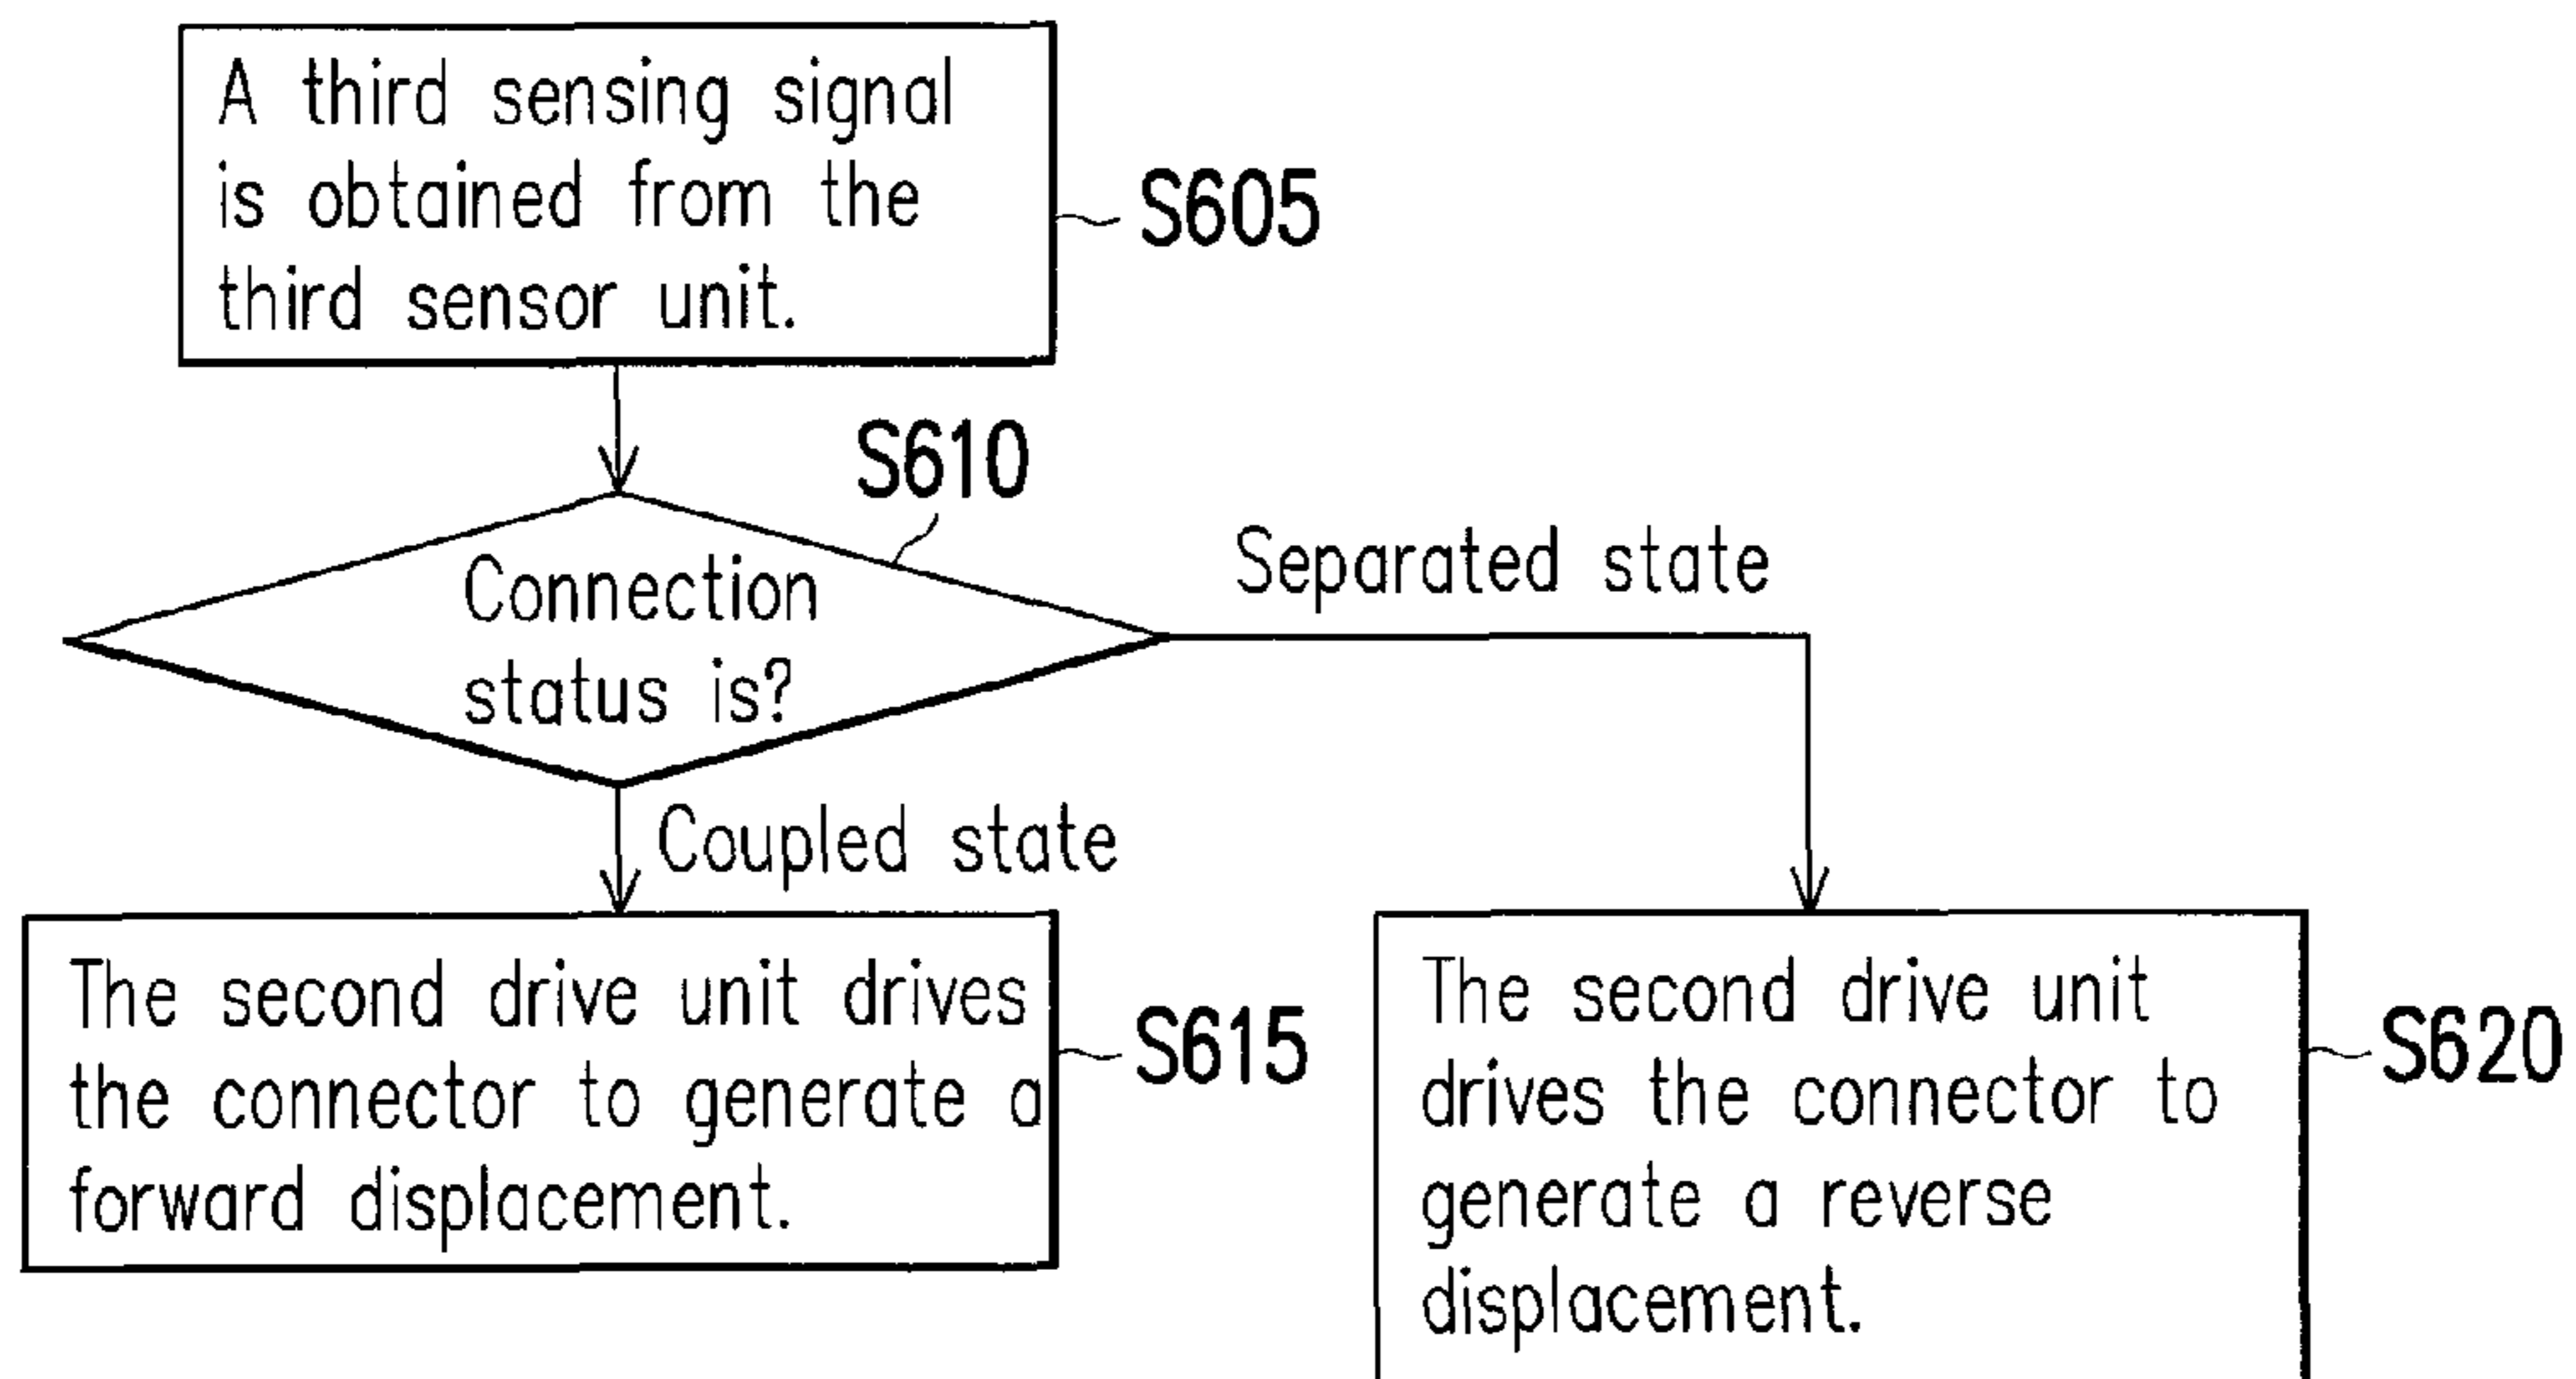 A third sensing signal
is obtained from the
third sensor unit.
S605
S610
Connection
status is?
Separated state
Coupled state
The second drive unit drives
the connector to generate a
forward displacement.
S615
The second drive unit
drives the connector to
generate a reverse
displacement.
S620